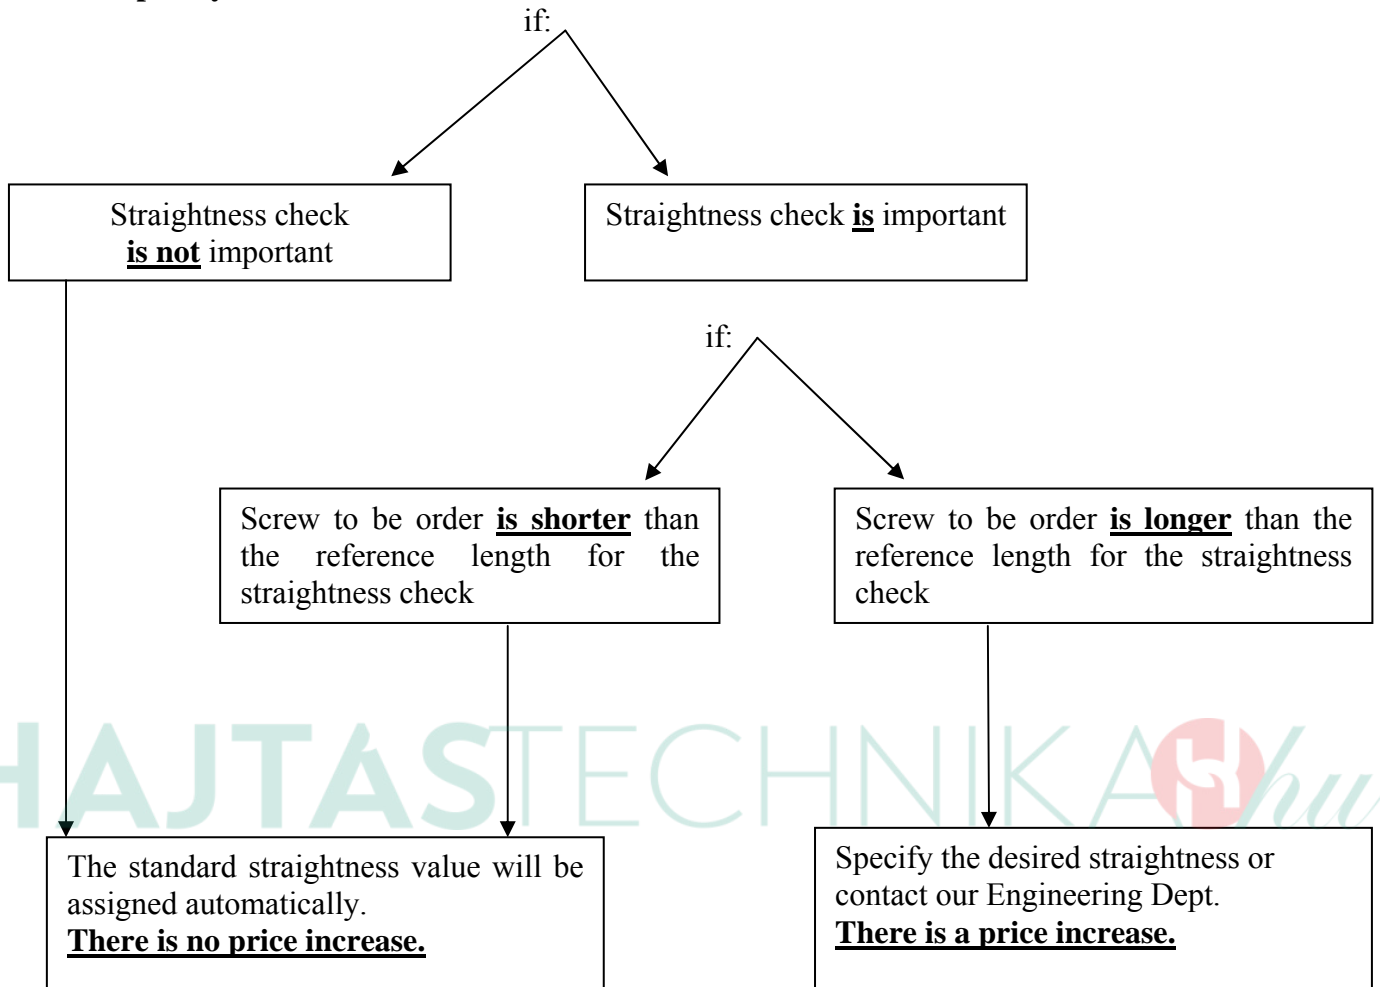 if:
Straightness check
is not important
Straightness check is important
if:
Screw to be order is shorter than
the reference length for the
straightness check
Screw to be order is longer than the
reference length for the straightness
check
HAJTÁSTECHNIKA hu
The standard straightness value will be
assigned automatically.
There is no price increase.
Specify the desired straightness or
contact our Engineering Dept.
There is a price increase.